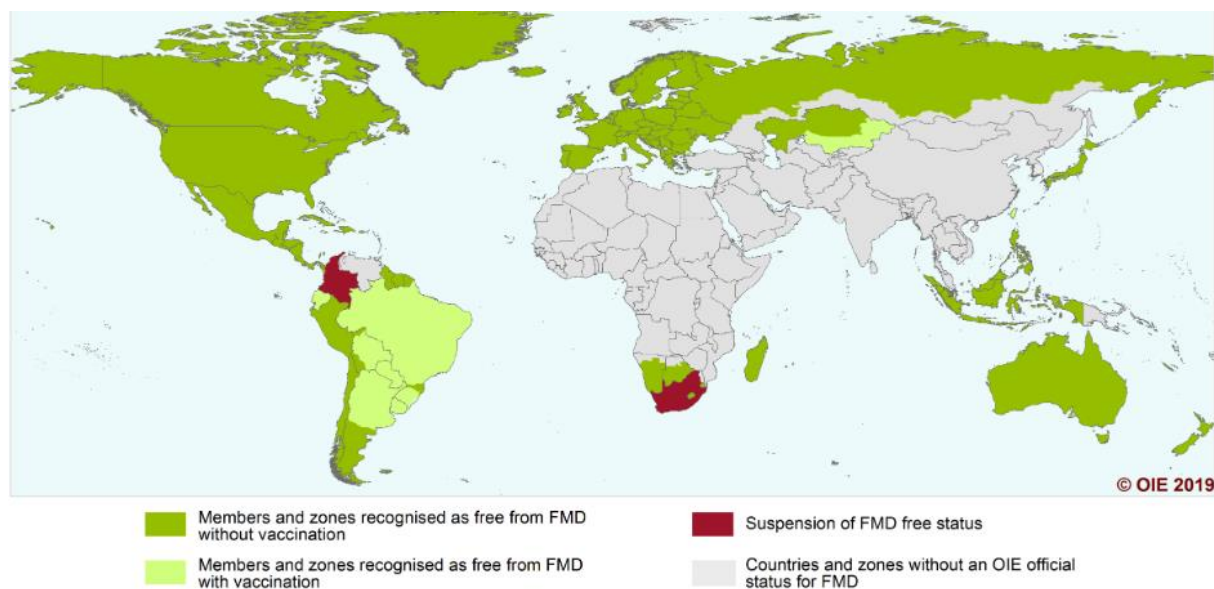 © OIE 2019
Members and zones recognised as free from FMD
without vaccination
Members and zones recognised as free from FMD
with vaccination
Suspension of FMD free status
Countries and zones without an OIE official
status for FMD